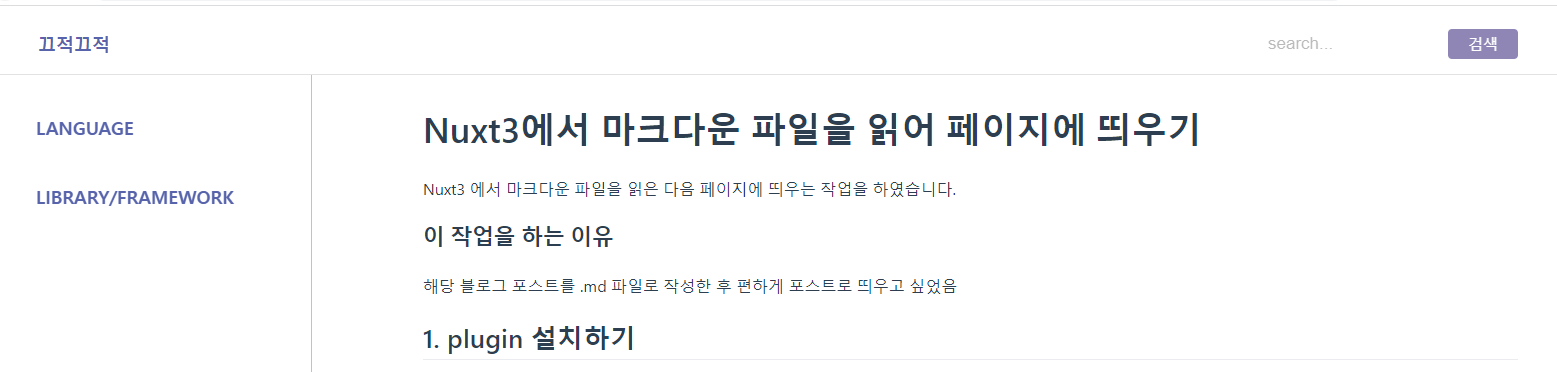 끄적끄적
search...
검색
LANGUAGE
LIBRARY/FRAMEWORK
Nuxt3에서 마크다운 파일을 읽어 페이지에 띄우기
Nuxt3 에서 마크다운 파일을 읽은 다음 페이지에 띄우는 작업을 하였습니다.
이 작업을 하는 이유
해당 블로그 포스트를 .md 파일로 작성한 후 편하게 포스트로 띄우고 싶었음
1. plugin 설치하기